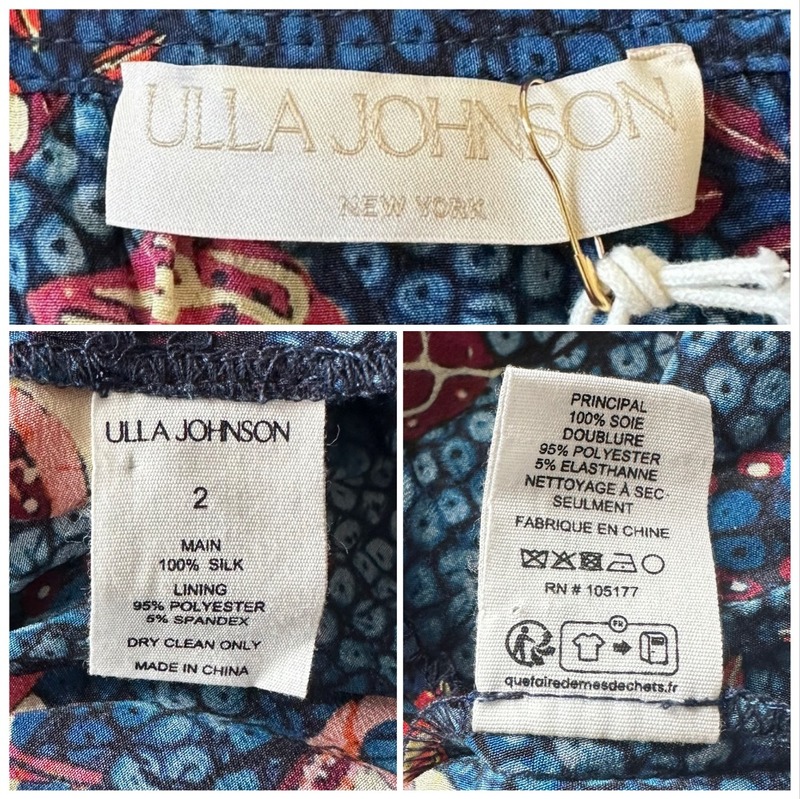 ULLA JOHNSON
NEW YORK
ULLA JOHNSON
2
MAIN
100% SILK
LINING
95% POLYESTER
5% SPANDEX
DRY CLEAN ONLY
MADE IN CHINA
PRINCIPAL
100% SOIE
DOUBLURE
95% POLYESTER
5% ELASTHANNE
NETTOYAGE À SEC-
SEULMENT
FABRIQUE EN CHINE
RN # 105177
FR
quefairedemesdechets.fr